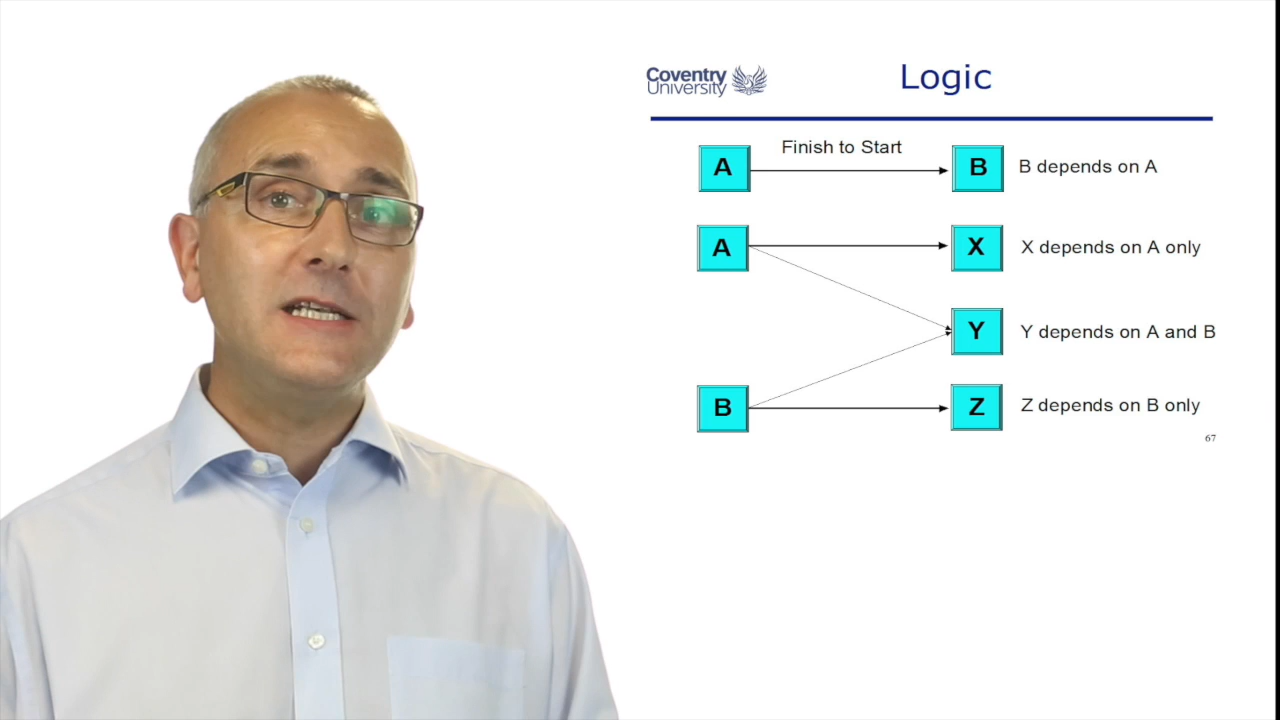 Coventry
University
Logic
Finish to Start
A
B
B depends on A
A
X
X depends on A only
Y
Y depends on A and B
B
Z
Z depends on B only
67